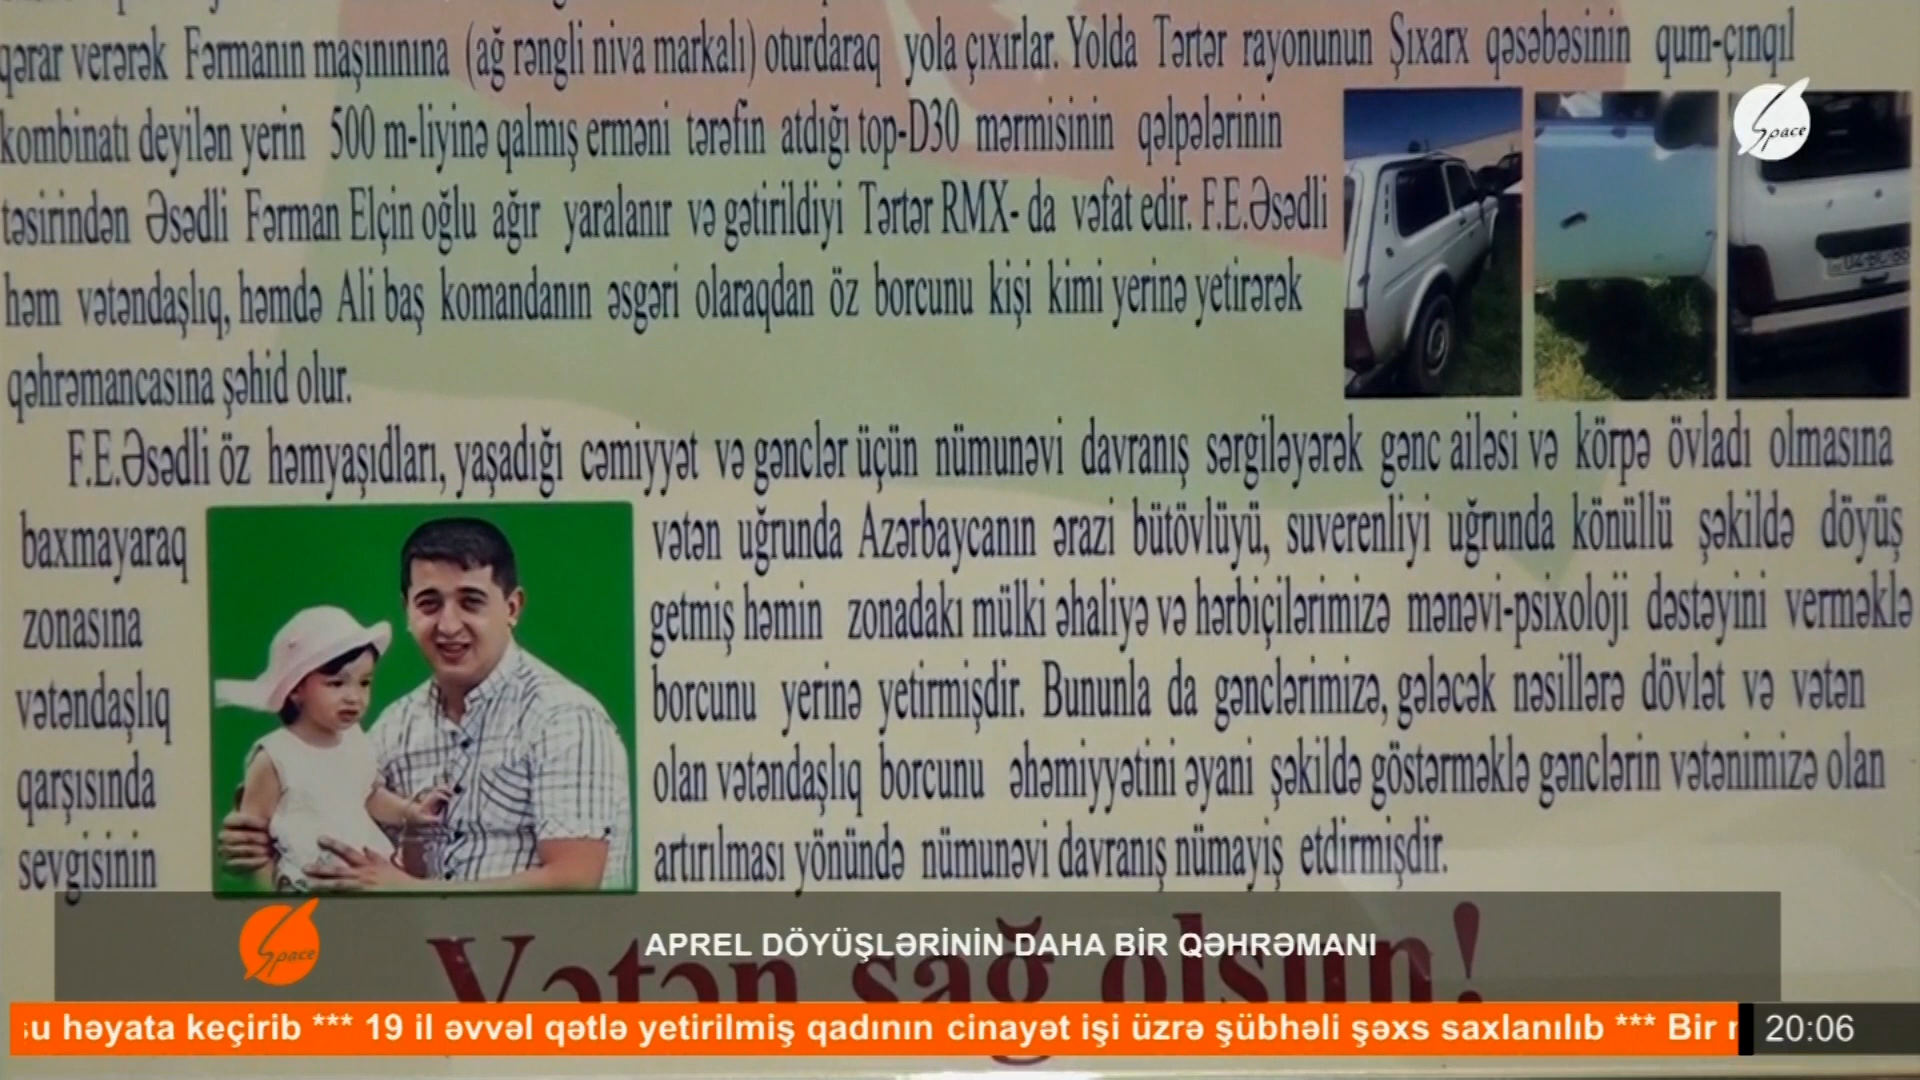 qərar verərək Fərmanın maşınınına (ağ rəngli niva markalı) oturdaraq yola çıxırlar. Yolda Tərtər rayonunun Şıxarx qəsəbəsinin qum-çınqıl
kombinatı deyilən yerin 500 m-liyinə qalmış erməni tərəfin atdığı top-D30 mərmisinin qəlpələrinin
təsirindən Əsədli Fərman Elçin oğlu ağır yaralanır və gətirildiyi Tərtər RMX- da vəfat edir. F.E.Əsədli
həm vətəndaşlıq, həmdə Ali baş komandanın əsgəri olaraqdan öz borcunu kişi kimi yerinə yetirərək
qəhrəmancasına şəhid olur.
F.E.Əsədli öz həmyaşıdları, yaşadığı cəmiyyət və gənclər üçün nümunəvi davranış sərgiləyərək gənc ailəsi və körpə övladı olmasına
baxmayaraq vətən uğrunda Azərbaycanın ərazi bütövlüyü, suverenliyi uğrunda könüllü şəkildə döyüş
zonasına getmiş həmin zonadakı mülki əhaliyə və hərbiçilərimizə mənəvi-psixoloji dəstəyini verməklə
vətəndaşlıq borcunu yerinə yetirmişdir. Bununla da gənclərimizə, gələcək nəsillərə dövlət və vətən
qarşısında olan vətəndaşlıq borcunu əhəmiyyətini əyani şəkildə göstərməklə gənclərin vətənimizə olan
sevgisinin artırılması yönündə nümunəvi davranış nümayiş etdirmişdir.
Vətən sağ olsun!
Space
Space
APREL DÖYÜŞLƏRİNİN DAHA BİR QƏHRƏMANI
su həyata keçirib *** 19 il əvvəl qətlə yetirilmiş qadının cinayət işi üzrə şübhəli şəxs saxlanılıb *** Bir
20:06